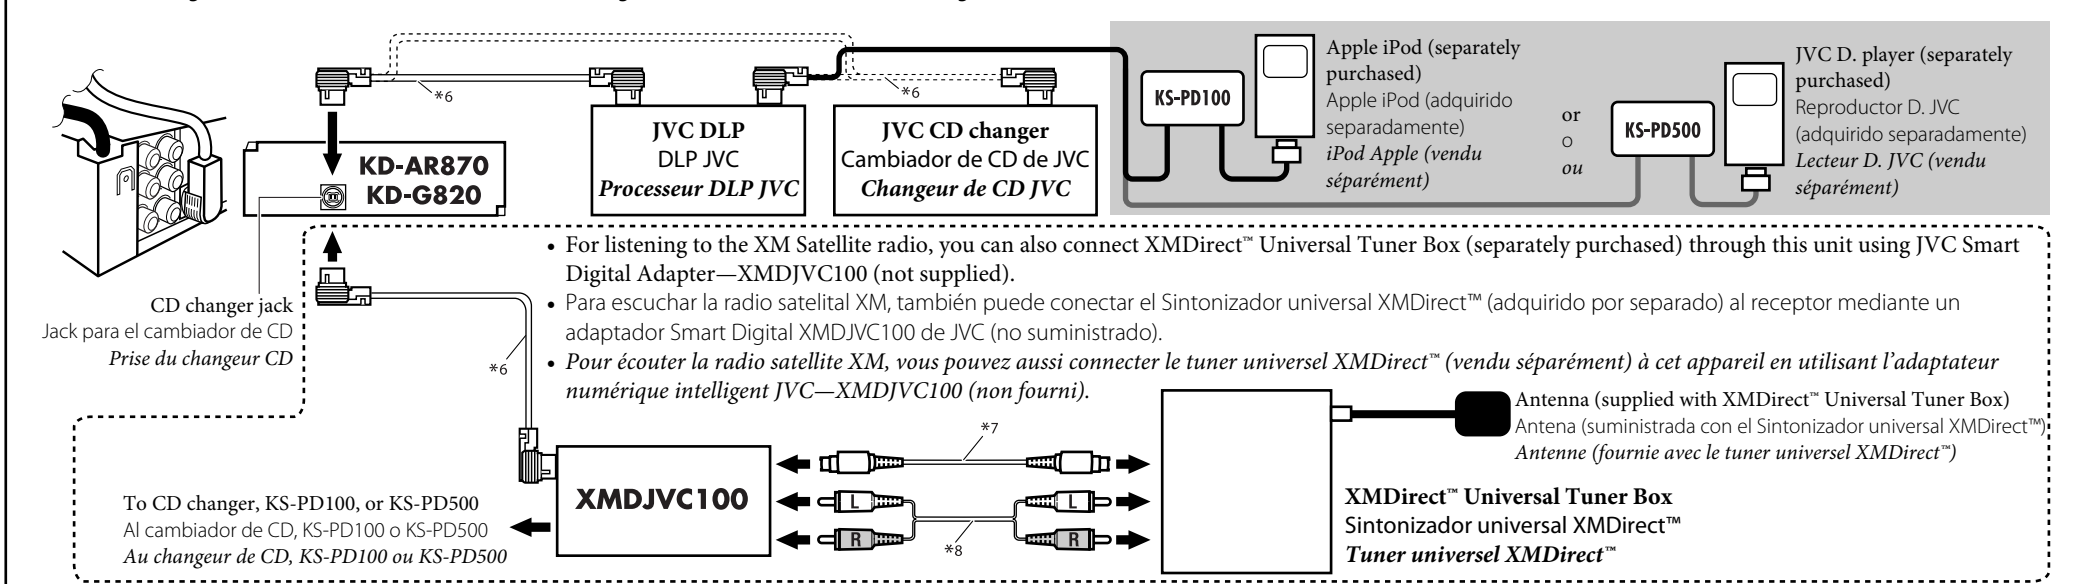 *6
*6
KD-AR870
KD-G820
JVC DLP
DLP JVC
Processeur DLP JVC
JVC CD changer
Cambiador de CD de JVC
Changeur de CD JVC
KS-PD100
Apple iPod (separately
purchased)
Apple iPod (adquirido
separadamente)
iPod Apple (vendu
séparément)
or
o
ou
KS-PD500
JVC D. player (separately
purchased)
Reproductor D. JVC
(adquirido separadamente)
Lecteur D. JVC (vendu
séparément)
CD changer jack
Jack para el cambiador de CD
Prise du changeur CD
• For listening to the XM Satellite radio, you can also connect XMDirect™ Universal Tuner Box (separately purchased) through this unit using JVC Smart
Digital Adapter—XMDJVC100 (not supplied).
• Para escuchar la radio satelital XM, también puede conectar el Sintonizador universal XMDirect™ (adquirido por separado) al receptor mediante un
adaptador Smart Digital XMDJVC100 de JVC (no suministrado).
• Pour écouter la radio satellite XM, vous pouvez aussi connecter le tuner universel XMDirect™ (vendu séparément) à cet appareil en utilisant l'adaptateur
numérique intelligent JVC—XMDJVC100 (non fourni).
*6
Antenna (supplied with XMDirect™ Universal Tuner Box)
Antena (suministrada con el Sintonizador universal XMDirect™)
Antenne (fournie avec le tuner universel XMDirect™)
*7
XMDJVC100
L
L
R
R
*8
To CD changer, KS-PD100, or KS-PD500
Al cambiador de CD, KS-PD100 o KS-PD500
Au changeur de CD, KS-PD100 ou KS-PD500
XMDirect™ Universal Tuner Box
Sintonizador universal XMDirect™
Tuner universel XMDirect™